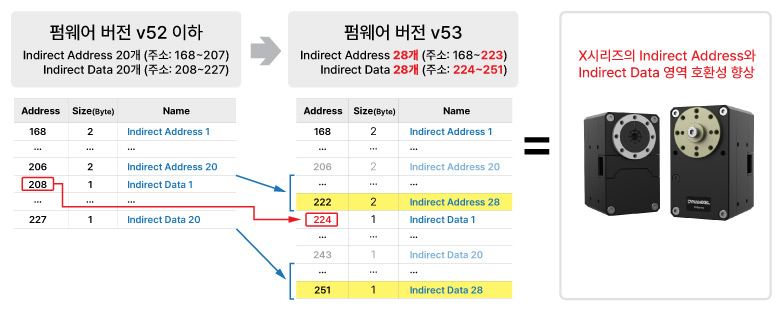 펌웨어 버전 v52 이하
Indirect Address 20개 (주소: 168~207)
Indirect Data 20개 (주소: 208~227)
펌웨어 버전 v53
Indirect Address 28개 (주소: 168~223)
Indirect Data 28개 (주소: 224~251)
X시리즈의 Indirect Address와
Indirect Data 영역 호환성 향상
Address Size(Byte) Name
168 2 Indirect Address 1
... ...
206 2 Indirect Address 20
208 1 Indirect Data 1
... ...
227 1 Indirect Data 20
Address Size(Byte) Name
168 2 Indirect Address 1
... ... ...
206 2 Indirect Address 20
... ... ...
222 2 Indirect Address 28
224 1 Indirect Data 1
... ... ...
243 1 Indirect Data 20
... ... ...
251 1 Indirect Data 28
=
DYNAMIXEL